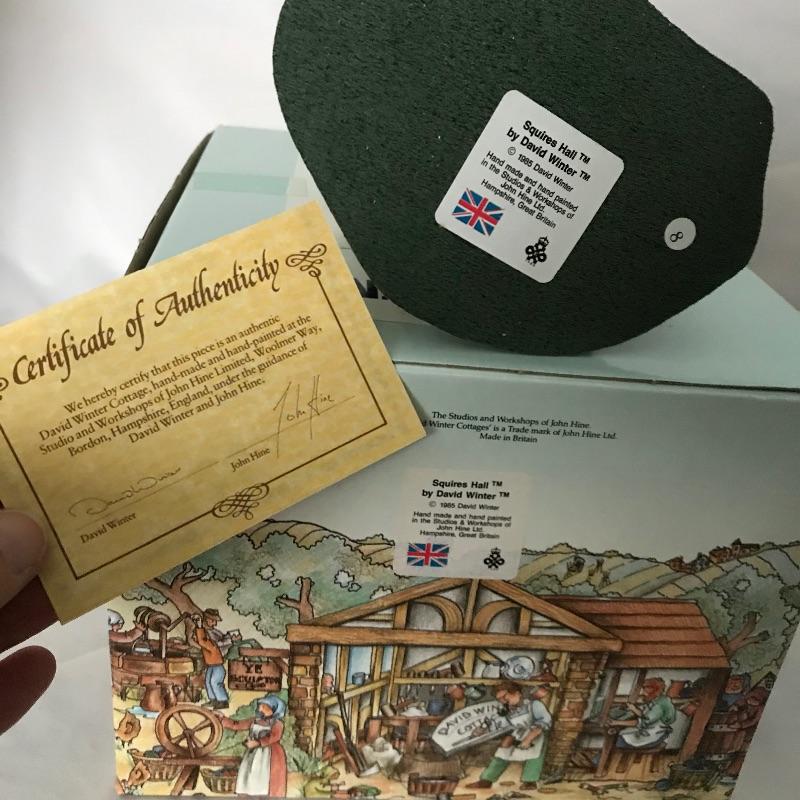 Squires Hall ™
by David Winter ™
© 1985 David Winter
Hand made and hand painted
in the Studios & Workshops of
John Hine Ltd.
Hampshire, Great Britain
8
Certificate of Authenticity
We hereby certify that this piece is an authentic
David Winter Cottage, hand-made and hand-painted at the
Studio and Workshops of John Hine Limited, Woolmer Way,
Bordon, Hampshire, England, under the guidance of
David Winter and John Hine.
John Hine
David Winter
John Hine
David Winter
The Studios and Workshops of John Hine.
Winter Cottages' is a Trade mark of John Hine Ltd.
Made in Britain
Squires Hall ™
by David Winter ™
© 1985 David Winter
Hand made and hand painted
in the Studios & Workshops of
John Hine Ltd.
Hampshire, Great Britain
YE
DAVID